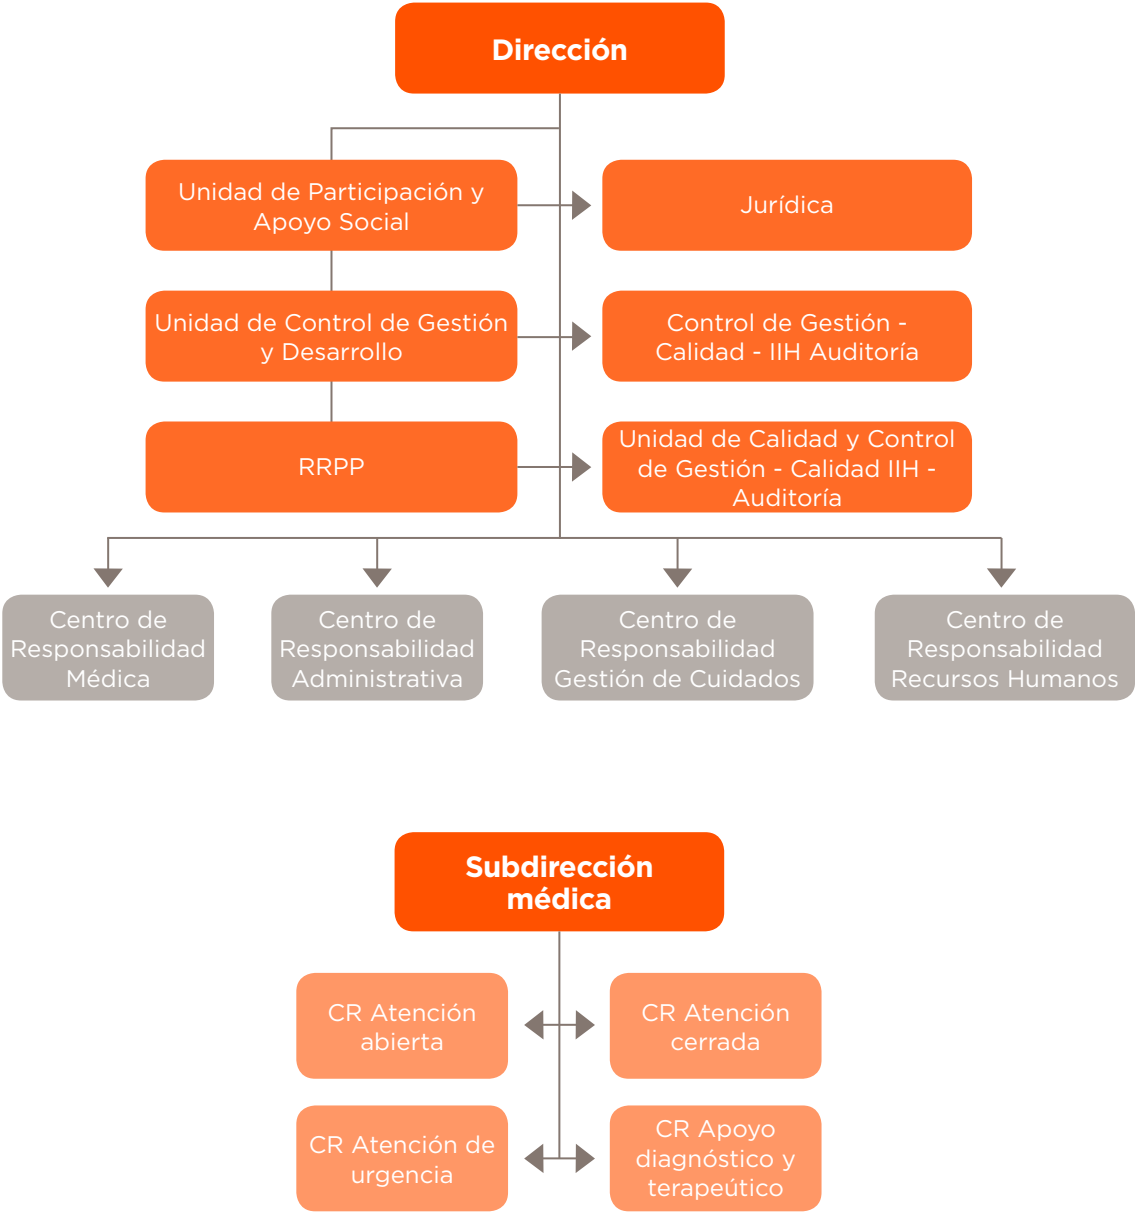 Dirección
Unidad de Participación y
Apoyo Social
Jurídica
Unidad de Control de Gestión
y Desarrollo
Control de Gestión -
Calidad - IIH Auditoría
RRPP
Unidad de Calidad y Control
de Gestión - Calidad IIH -
Auditoría
Centro de
Responsabilidad
Médica
Centro de
Responsabilidad
Administrativa
Centro de
Responsabilidad
Gestión de Cuidados
Centro de
Responsabilidad
Recursos Humanos
Subdirección
médica
CR Atención
abierta
CR Atención
cerrada
CR Atención de
urgencia
CR Apoyo
diagnóstico y
terapeútico